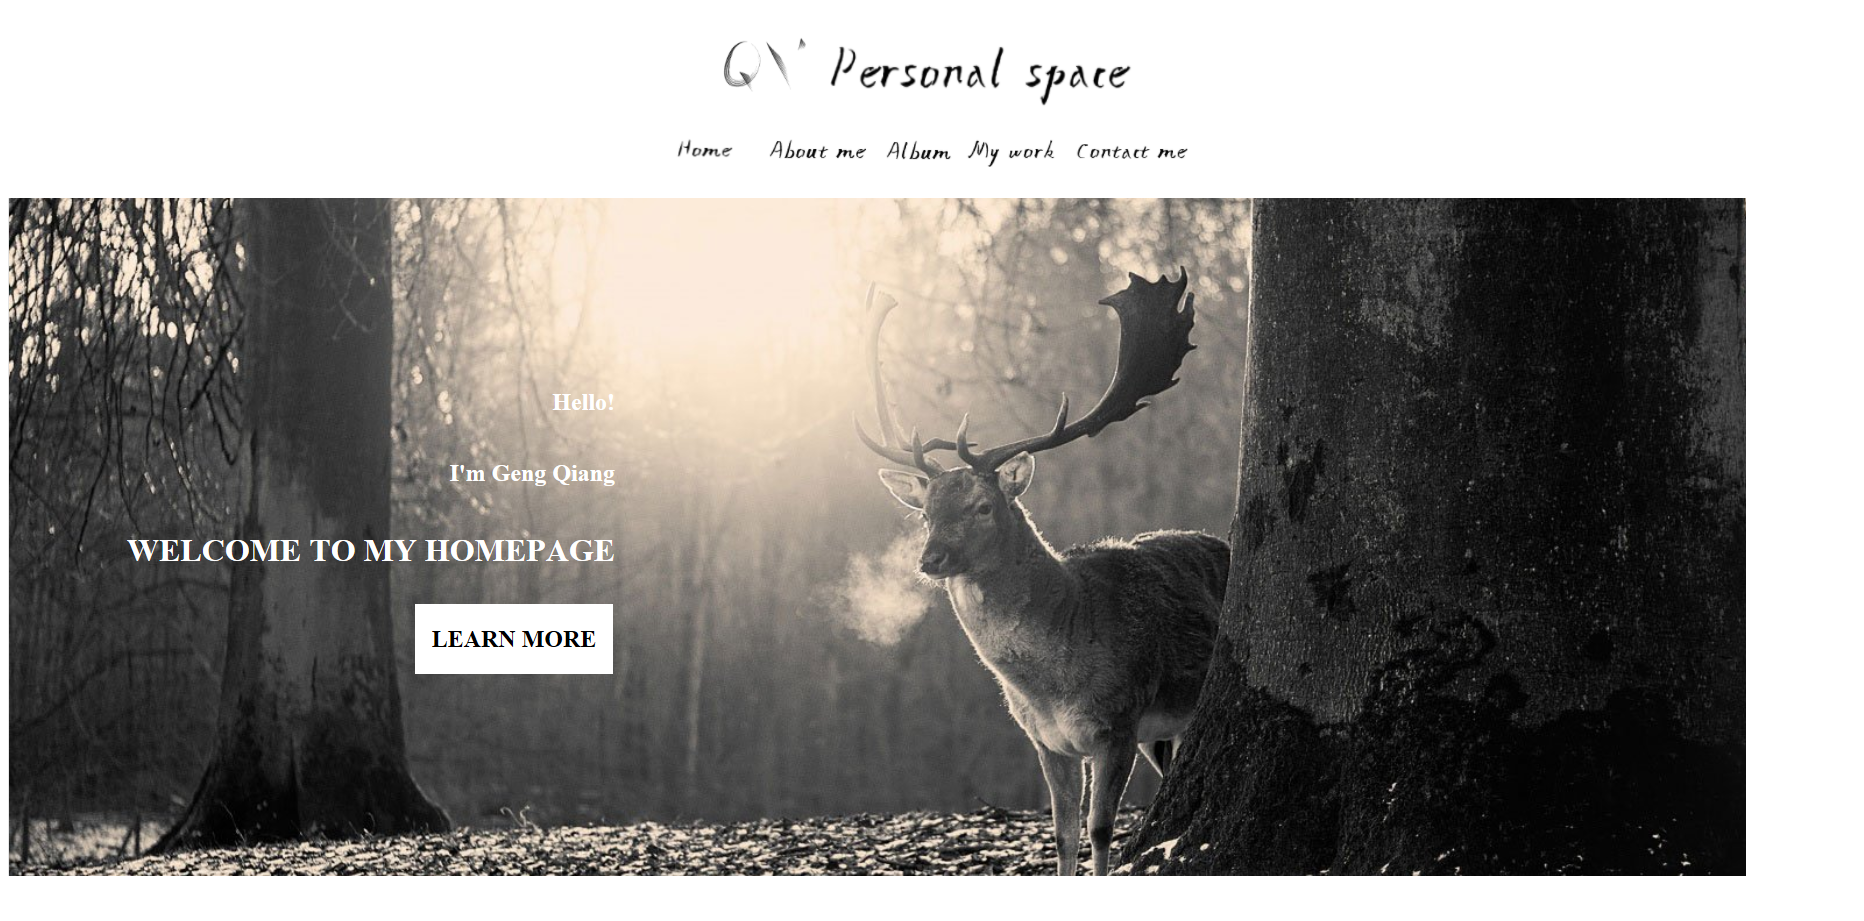 Personal space
Home About me Album My work Contact me
Hello!
I'm Geng Qiang
WELCOME TO MY HOMEPAGE
LEARN MORE